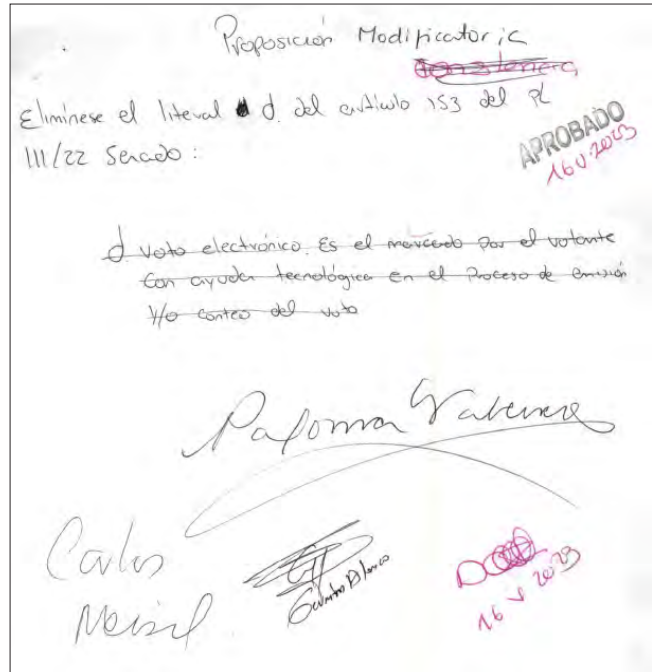 Proposición Modificatoria
Elimínese el literal d. del artículo 153 del PL
111/22 Senado:
APROBADO
16 V 2023
d voto electrónico. Es el marcado por el votante
con ayuda tecnológica en el proceso de emisión
y/o conteo del voto
Paloma Valencia
Carlos
Meisel
16 V 2023